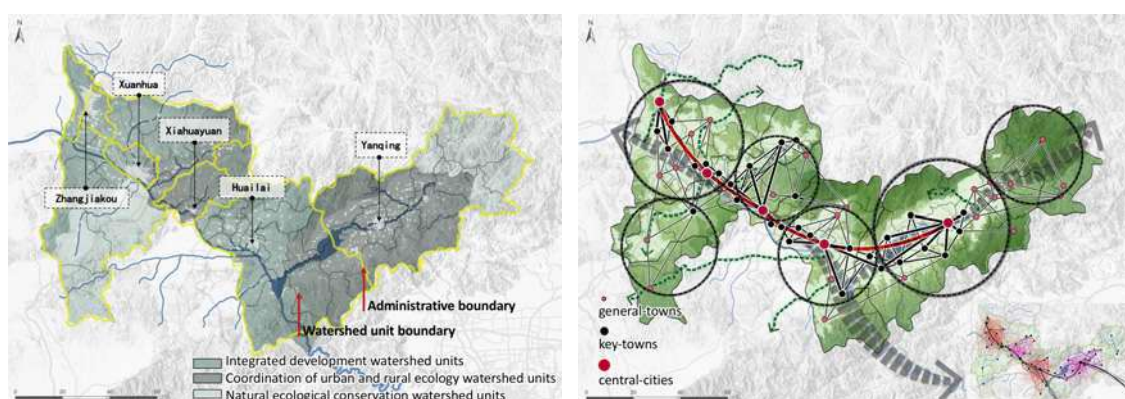 N
Xuanhua
Xiahuayuan
Yanqing
Zhangjiakou
Huailai
Administrative boundary
Watershed unit boundary
Integrated development watershed units
Coordination of urban and rural ecology watershed units
Natural ecological conservation watershed units
N
general-towns
key-towns
central-cities